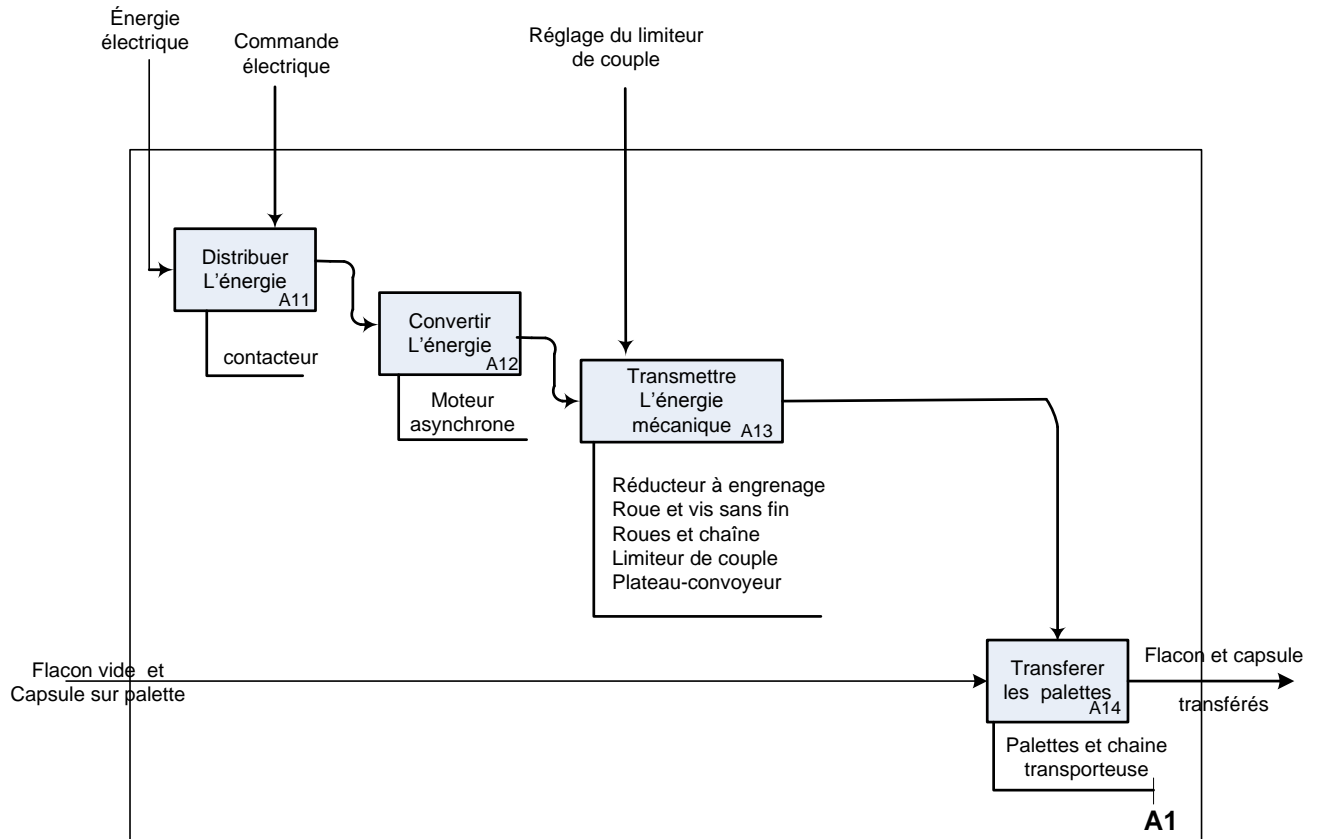 Énergie
électrique
Commande
électrique
Réglage du limiteur
de couple
Distribuer
L'énergie
A11
contacteur
Convertir
L'énergie
A12
Moteur
asynchrone
Transmettre
L'énergie
mécanique
A13
Réducteur à engrenage
Roue et vis sans fin
Roues et chaîne
Limiteur de couple
Plateau-convoyeur
Flacon vide et
Capsule sur palette
Transferer
les palettes
A14
Flacon et capsule
transférés
Palettes et chaine
transporteuse
A1